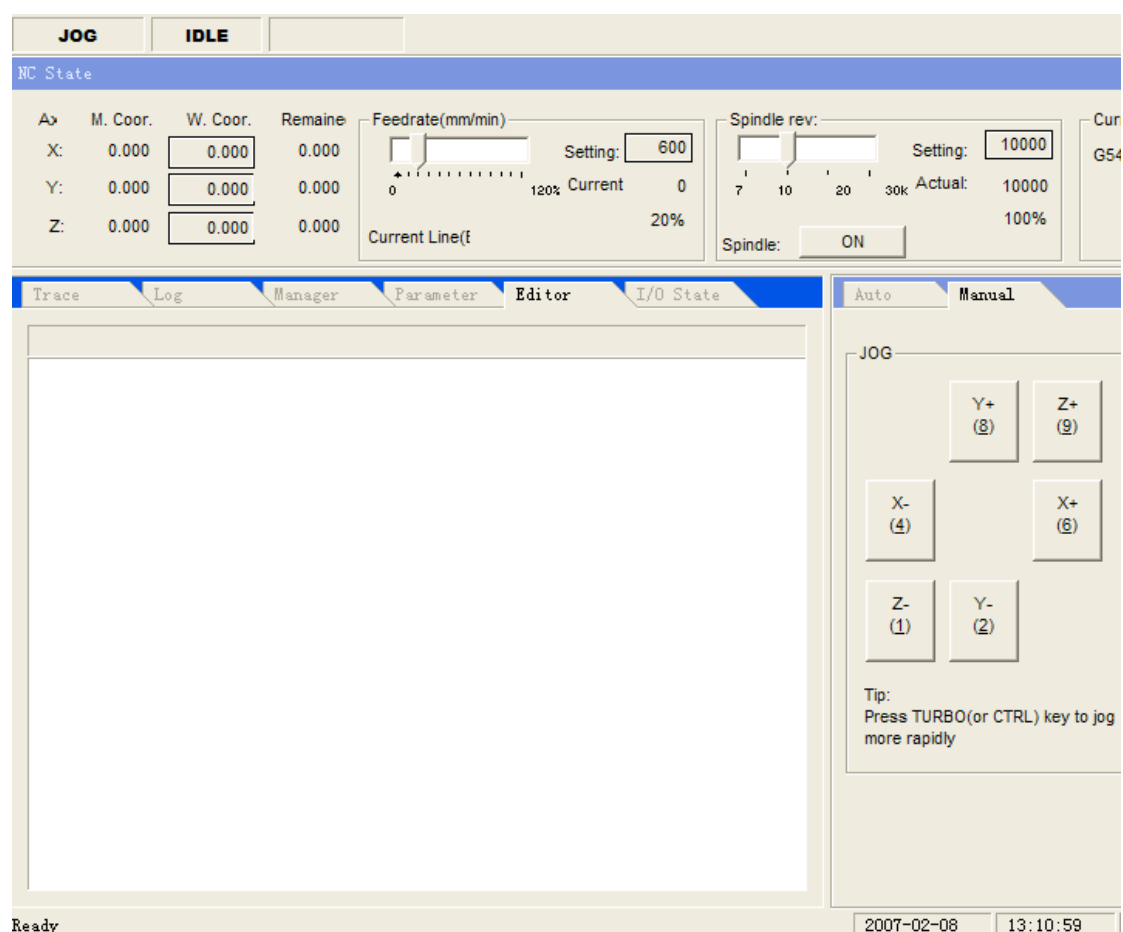 JOG IDLE
NC State
Ax M. Coor. W. Coor. Remaine
X: 0.000 0.000 0.000
Y: 0.000 0.000 0.000
Z: 0.000 0.000 0.000
Feedrate(mm/min)
Setting: 600
0 120% Current 0
20%
Current Line(E
Spindle rev:
Setting: 10000
7 10 20 30K Actual: 10000
100%
Spindle: ON
Curr
G54
Trace Log Manager Parameter Editor I/O State
Auto Manual
JOG
Y+ Z+
(8) (9)
X- X+
(4) (6)
Z- Y-
(1) (2)
Tip:
Press TURBO(or CTRL) key to jog
more rapidly
Ready 2007-02-08 13:10:59